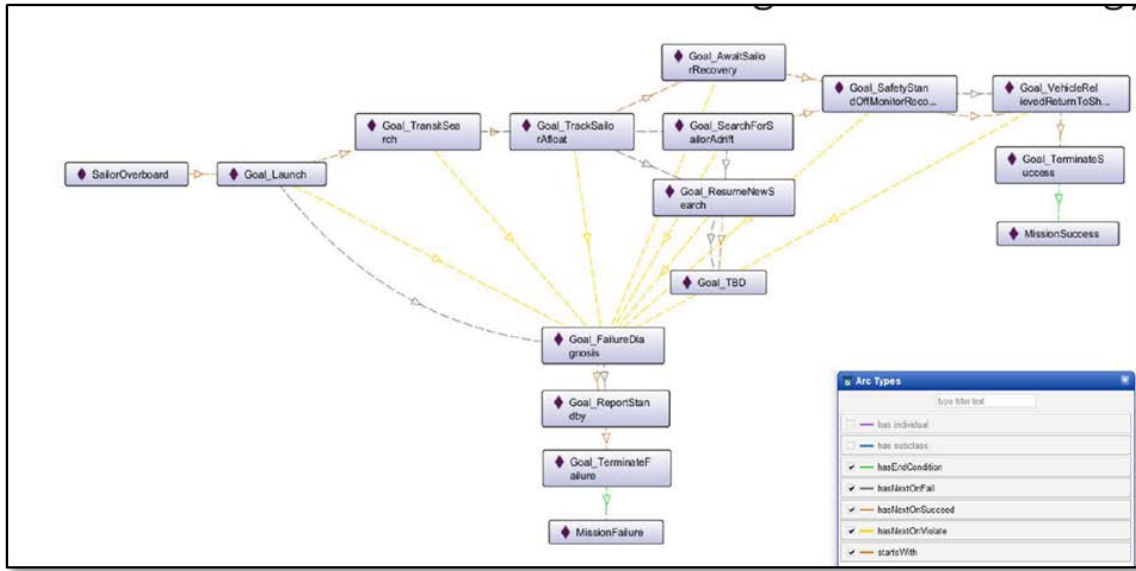 Goal_AwaitSailo
rRecovery
Goal_SafetyStan
dOffMonitorReco...
Goal_VehicleRel
ievedReturnToSh...
Goal_TransitSea
rch
Goal_TrackSailo
rAfloat
Goal_SearchForS
ailorAdrift
SailorOverboard
Goal_Launch
Goal_TerminateS
uccess
Goal_ResumeNewS
earch
MissionSuccess
Goal_TBD
Goal_FailureDia
gnosis
Goal_ReportStan
dby
Goal_TerminateF
ailure
MissionFailure
Arc Types
type filter text
has individual
has subclass
hasEndCondition
hasNextOnFail
hasNextOnSucceed
hasNextOnViolate
startsWith